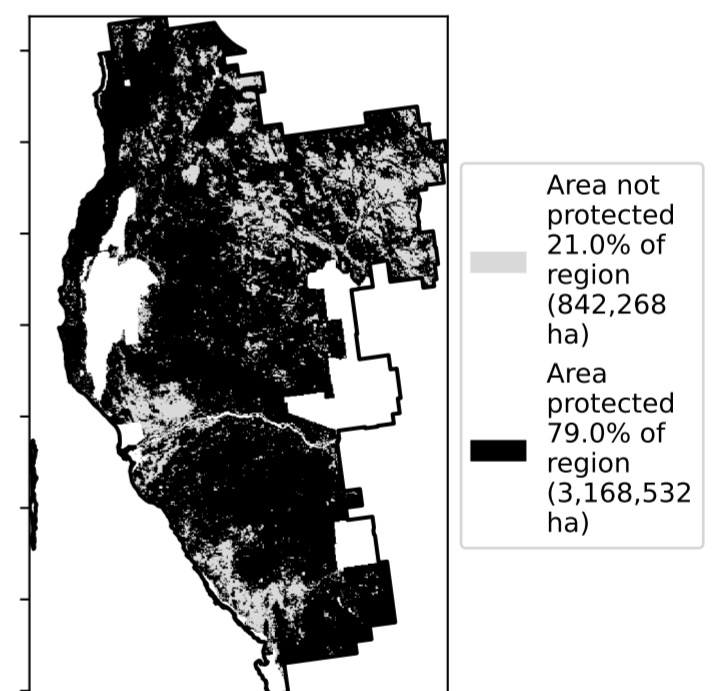 Area not
protected
21.0% of
region
(842,268
ha)
Area
protected
79.0% of
region
(3,168,532
ha)